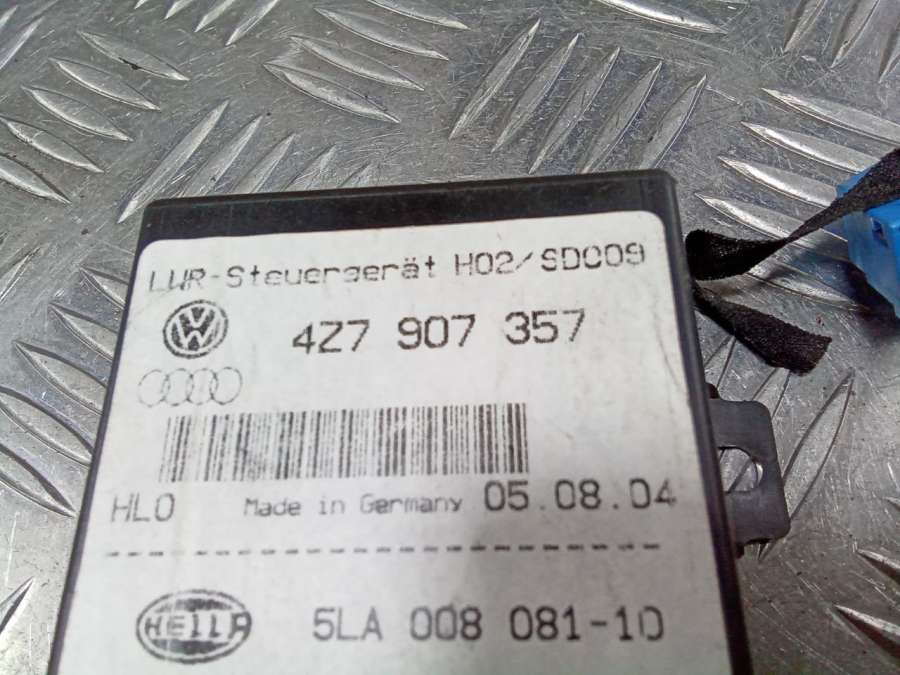 LWR-Steuergerät H02/SD009
VW
4Z7 907 357
HLO Made in Germany 05.08.04
HELLA 5LA 008 081-10